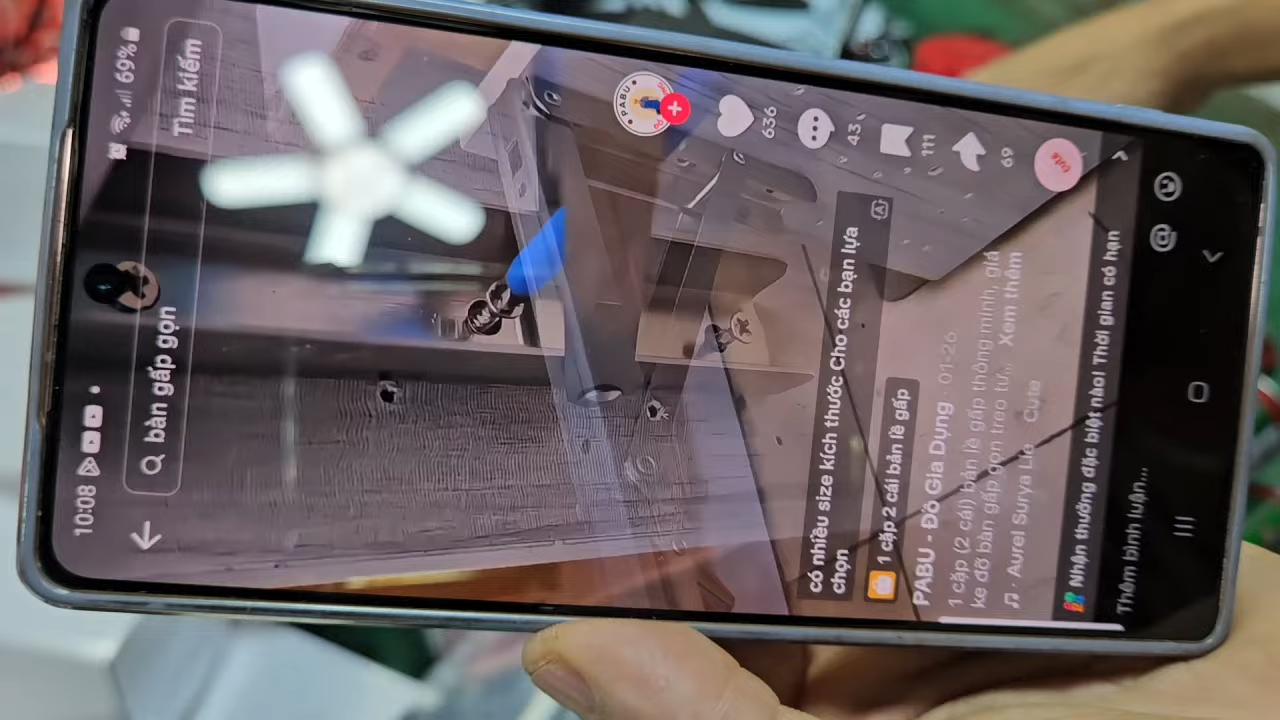 10:08
69%
bàn gấp gọn
Tìm kiếm
PABU
636
43
111
69
có nhiều size kích thước Cho các bạn lựa
chọn
1 cặp 2 cái bản lề gấp
PABU - Đồ Gia Dụng · 01-26
1 cặp (2 cái) bản lề gấp thông minh, giá
ke đỡ bàn gấp gọn treo tư... Xem thêm
Aurel Surya Lie Cute
Nhận thưởng đặc biệt nào! Thời gian có hạn
Thêm bình luận...